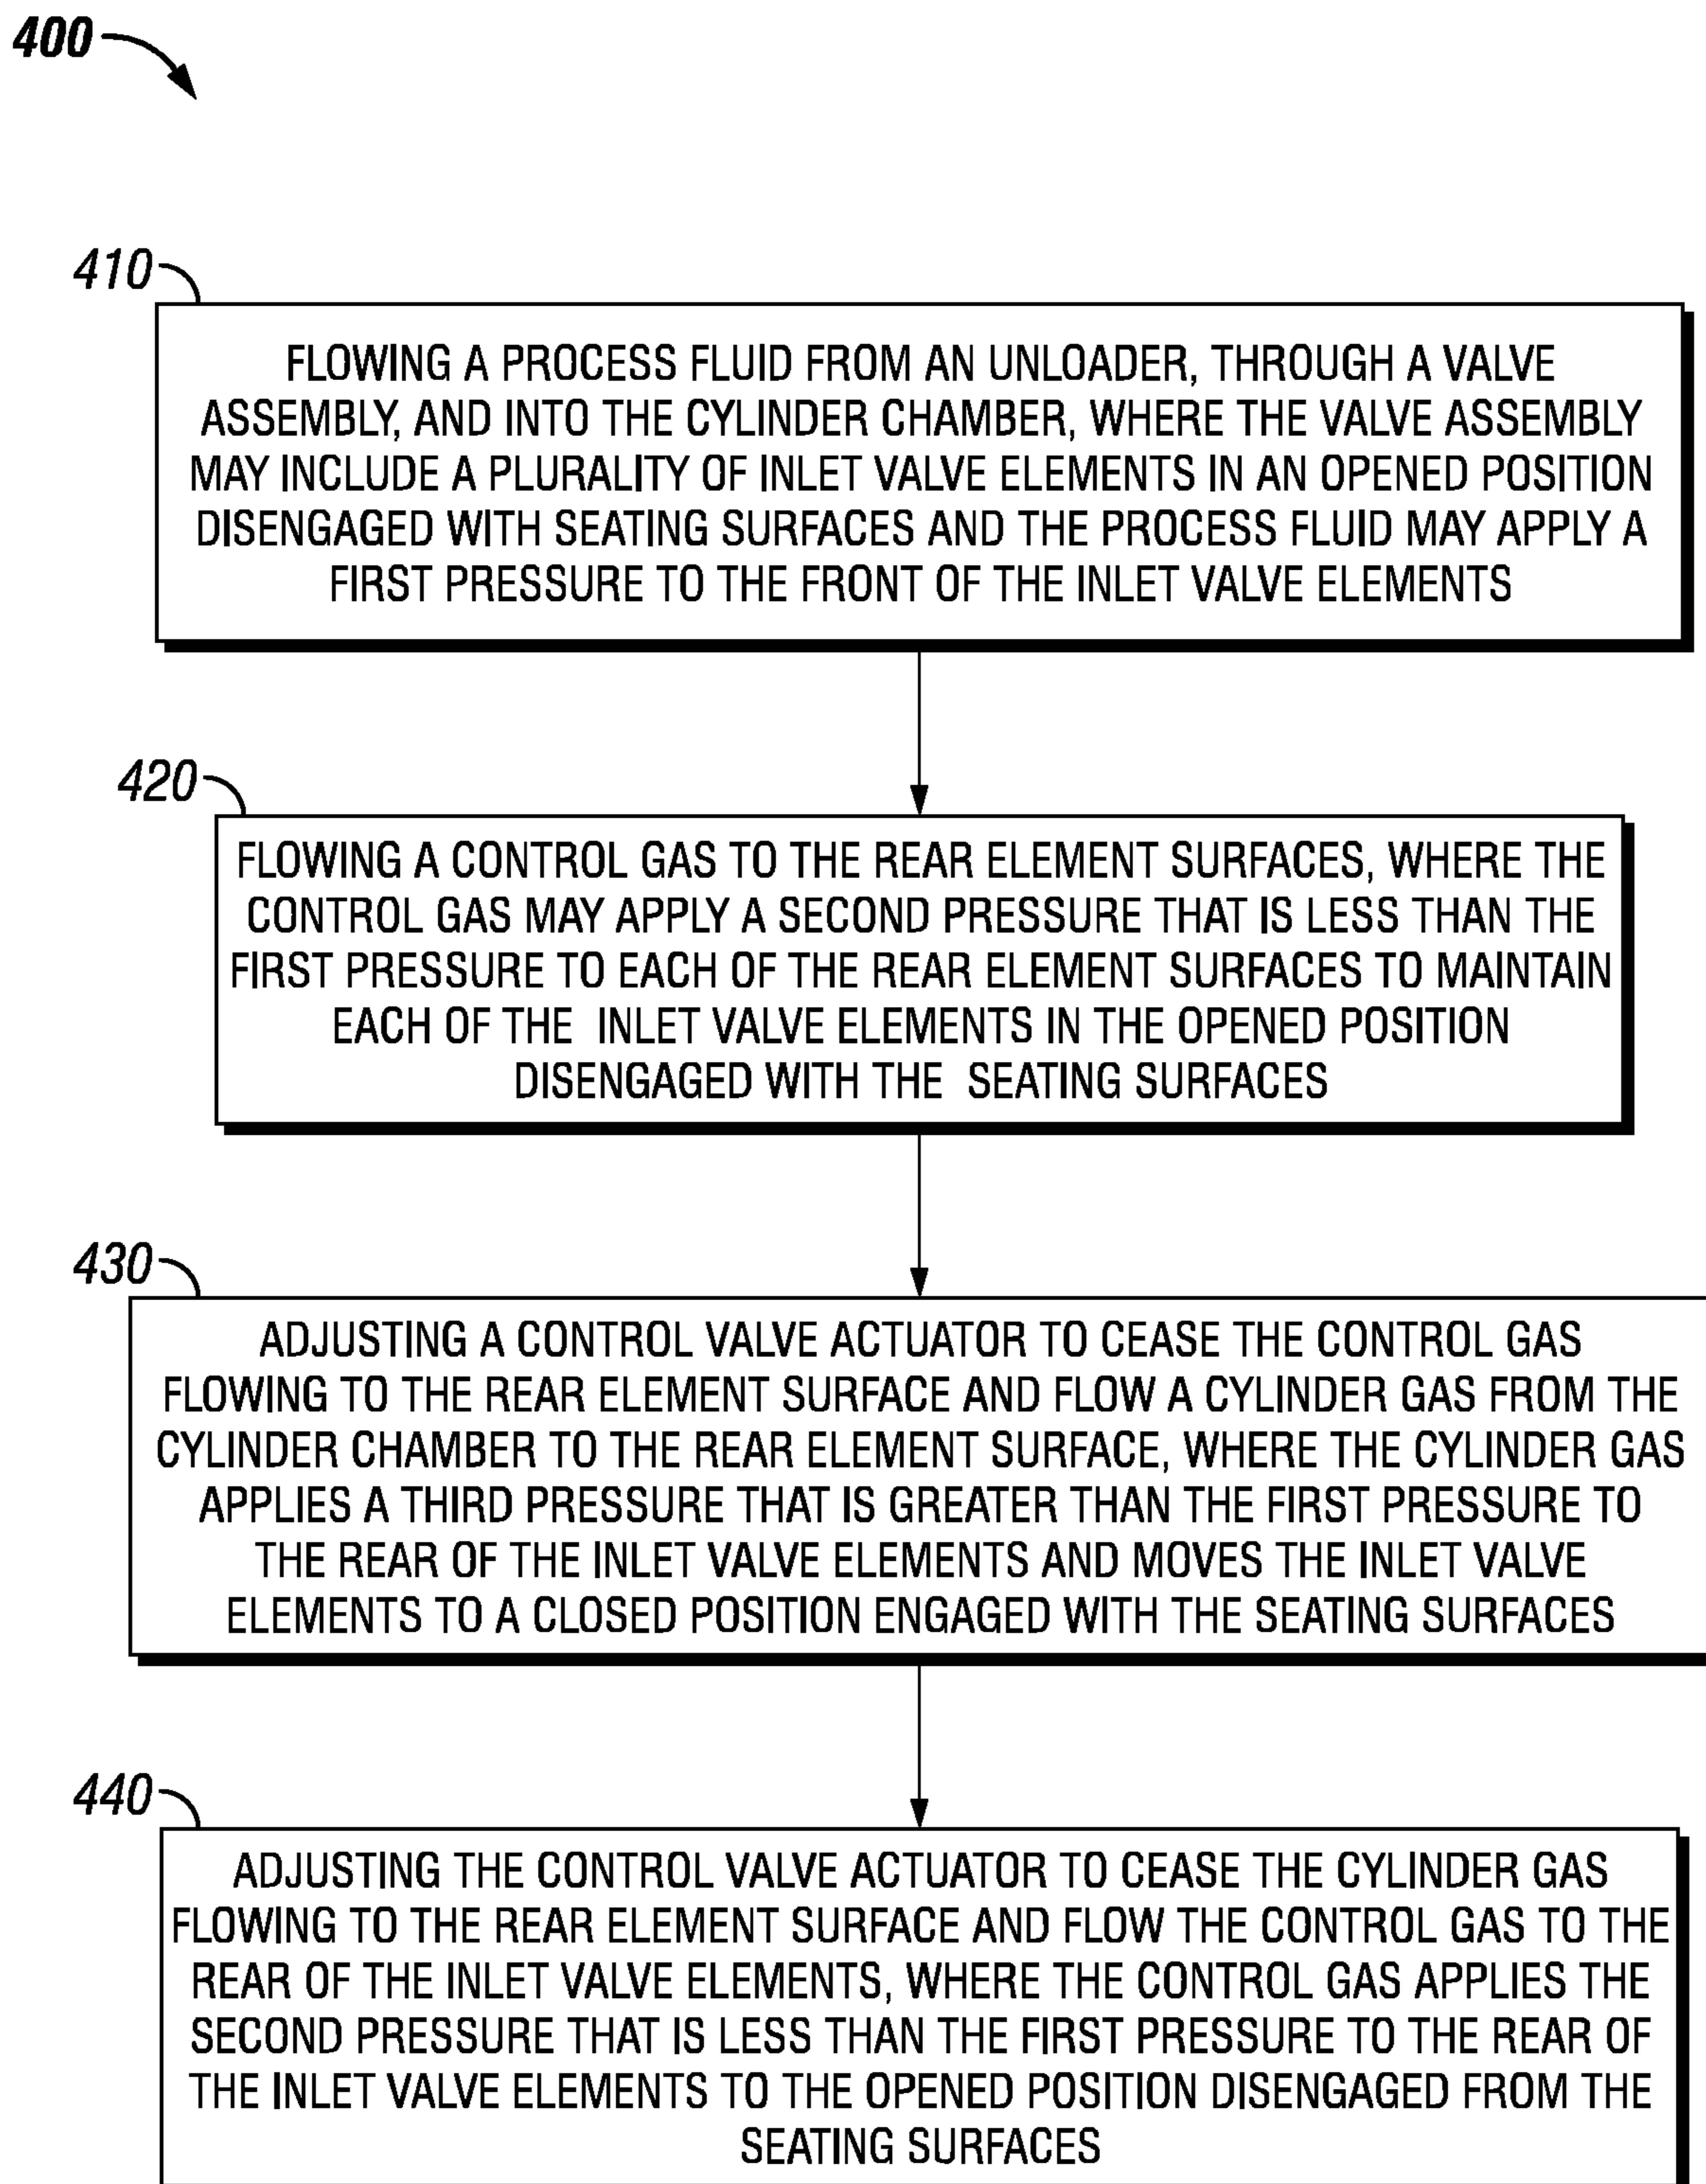 400
410
FLOWING A PROCESS FLUID FROM AN UNLOADER, THROUGH A VALVE
ASSEMBLY, AND INTO THE CYLINDER CHAMBER, WHERE THE VALVE ASSEMBLY
MAY INCLUDE A PLURALITY OF INLET VALVE ELEMENTS IN AN OPENED POSITION
DISENGAGED WITH SEATING SURFACES AND THE PROCESS FLUID MAY APPLY A
FIRST PRESSURE TO THE FRONT OF THE INLET VALVE ELEMENTS
420
FLOWING A CONTROL GAS TO THE REAR ELEMENT SURFACES, WHERE THE
CONTROL GAS MAY APPLY A SECOND PRESSURE THAT IS LESS THAN THE
FIRST PRESSURE TO EACH OF THE REAR ELEMENT SURFACES TO MAINTAIN
EACH OF THE INLET VALVE ELEMENTS IN THE OPENED POSITION
DISENGAGED WITH THE SEATING SURFACES
430
ADJUSTING A CONTROL VALVE ACTUATOR TO CEASE THE CONTROL GAS
FLOWING TO THE REAR ELEMENT SURFACE AND FLOW A CYLINDER GAS FROM THE
CYLINDER CHAMBER TO THE REAR ELEMENT SURFACE, WHERE THE CYLINDER GAS
APPLIES A THIRD PRESSURE THAT IS GREATER THAN THE FIRST PRESSURE TO
THE REAR OF THE INLET VALVE ELEMENTS AND MOVES THE INLET VALVE
ELEMENTS TO A CLOSED POSITION ENGAGED WITH THE SEATING SURFACES
440
ADJUSTING THE CONTROL VALVE ACTUATOR TO CEASE THE CYLINDER GAS
FLOWING TO THE REAR ELEMENT SURFACE AND FLOW THE CONTROL GAS TO THE
REAR OF THE INLET VALVE ELEMENTS, WHERE THE CONTROL GAS APPLIES THE
SECOND PRESSURE THAT IS LESS THAN THE FIRST PRESSURE TO THE REAR OF
THE INLET VALVE ELEMENTS TO THE OPENED POSITION DISENGAGED FROM THE
SEATING SURFACES